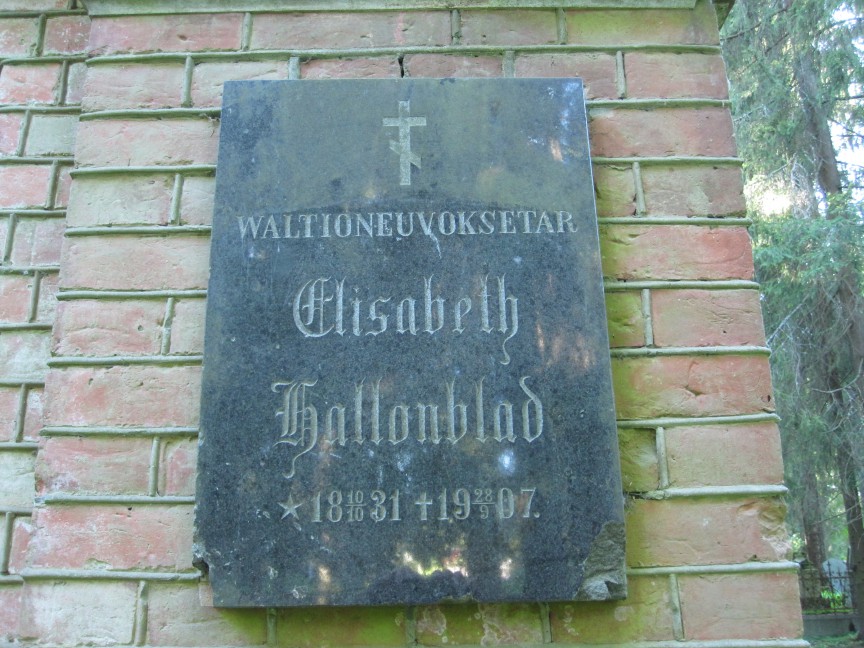 WALTIONEUVOKSETAR
Elisabeth
Hallonblad
★ 18 10/10 31 ✝ 19 28/9 07.